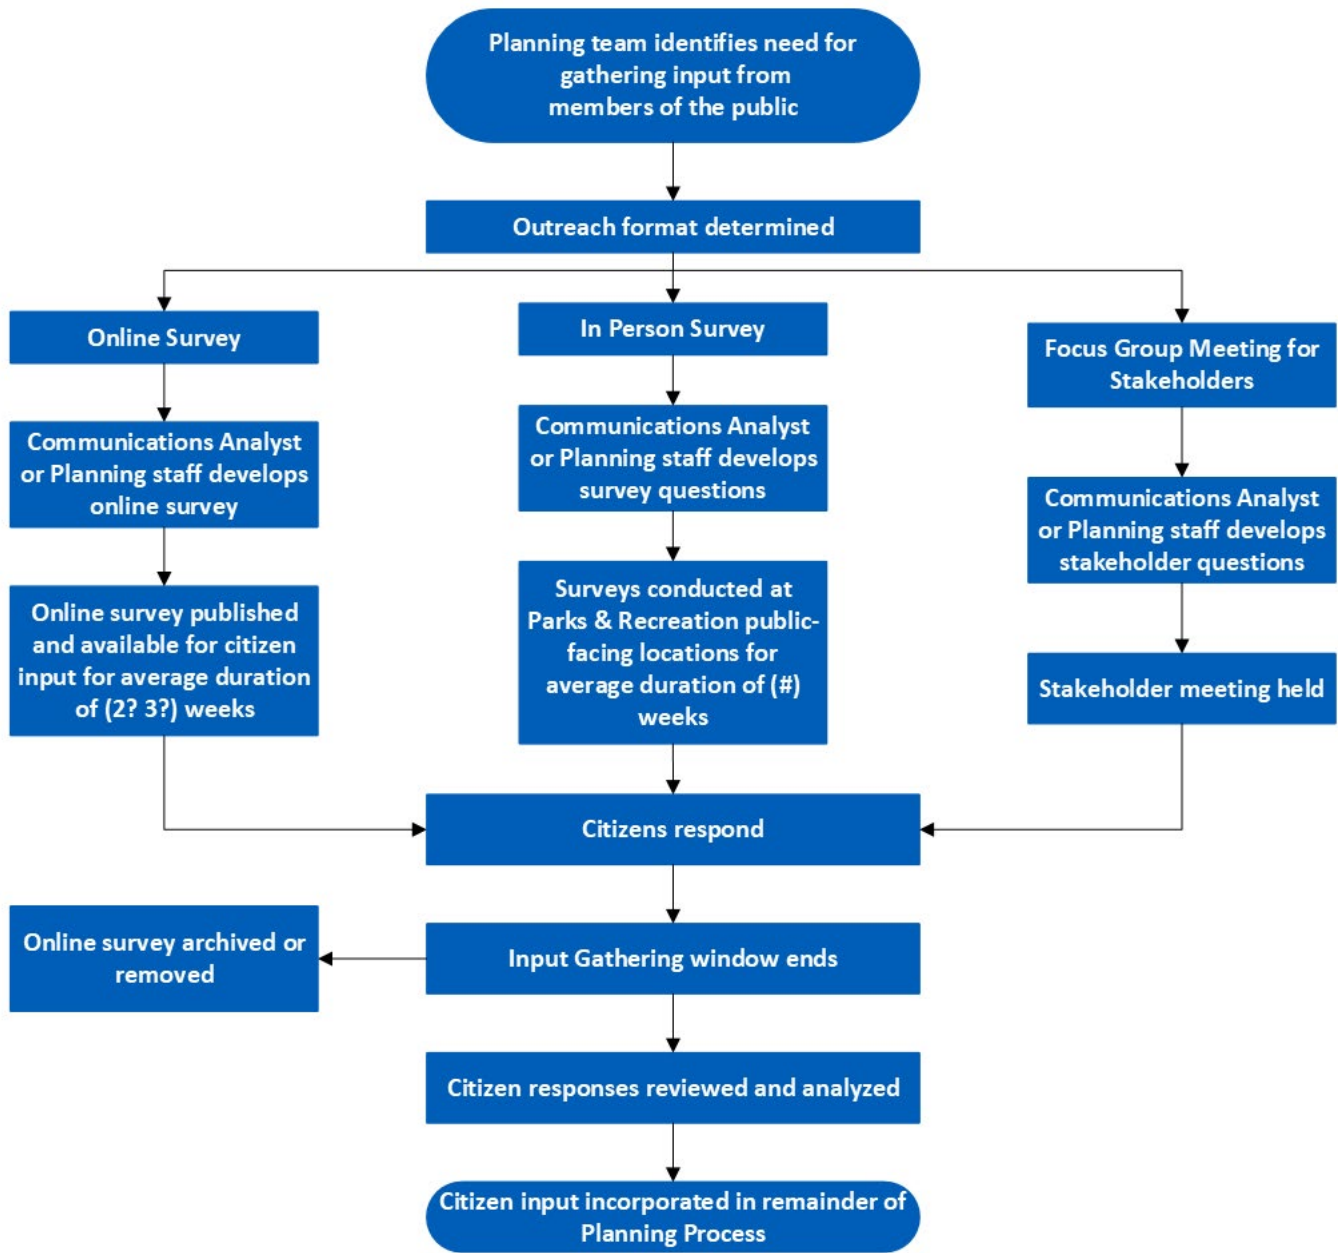 Planning team identifies need for
gathering input from
members of the public
Outreach format determined
Online Survey
In Person Survey
Focus Group Meeting for
Stakeholders
Communications Analyst
or Planning staff develops
online survey
Communications Analyst
or Planning staff develops
survey questions
Communications Analyst
or Planning staff develops
stakeholder questions
Online survey published
and available for citizen
input for average duration
of (2? 3?) weeks
Surveys conducted at
Parks & Recreation public-
facing locations for
average duration of (#)
weeks
Stakeholder meeting held
Citizens respond
Online survey archived or
removed
Input Gathering window ends
Citizen responses reviewed and analyzed
Citizen input incorporated in remainder of
Planning Process